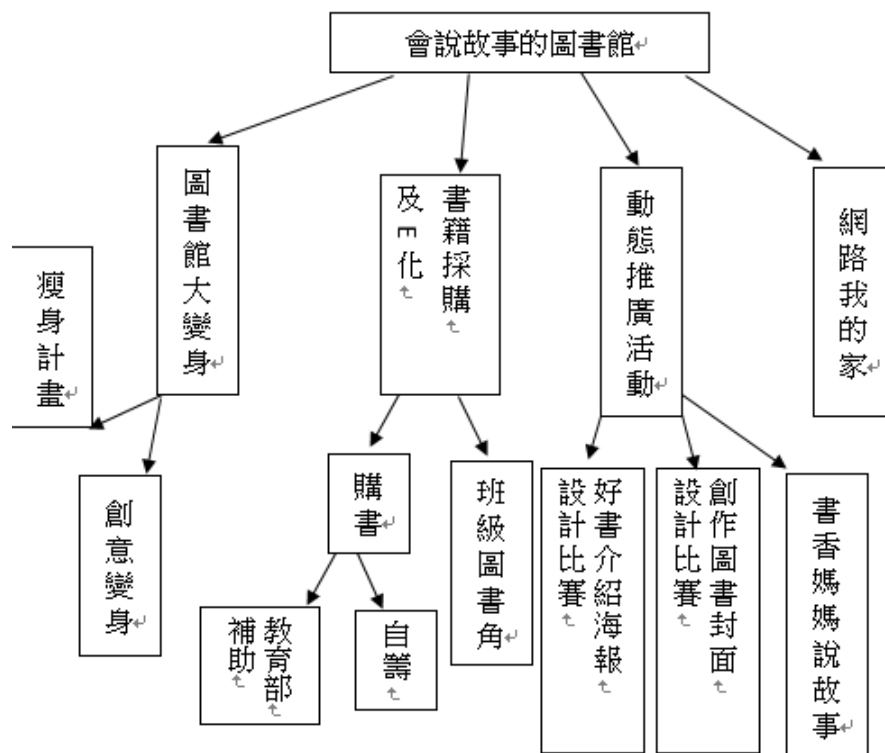 會說故事的圖書館
圖書館大變身
書籍採購
及E化
動態推廣活動
網路我的家
瘦身計畫
創意變身
購書
班級圖書角
好書介紹海報
設計比賽
創作圖書封面
設計比賽
書香媽媽說故事
教育部
補助
自籌